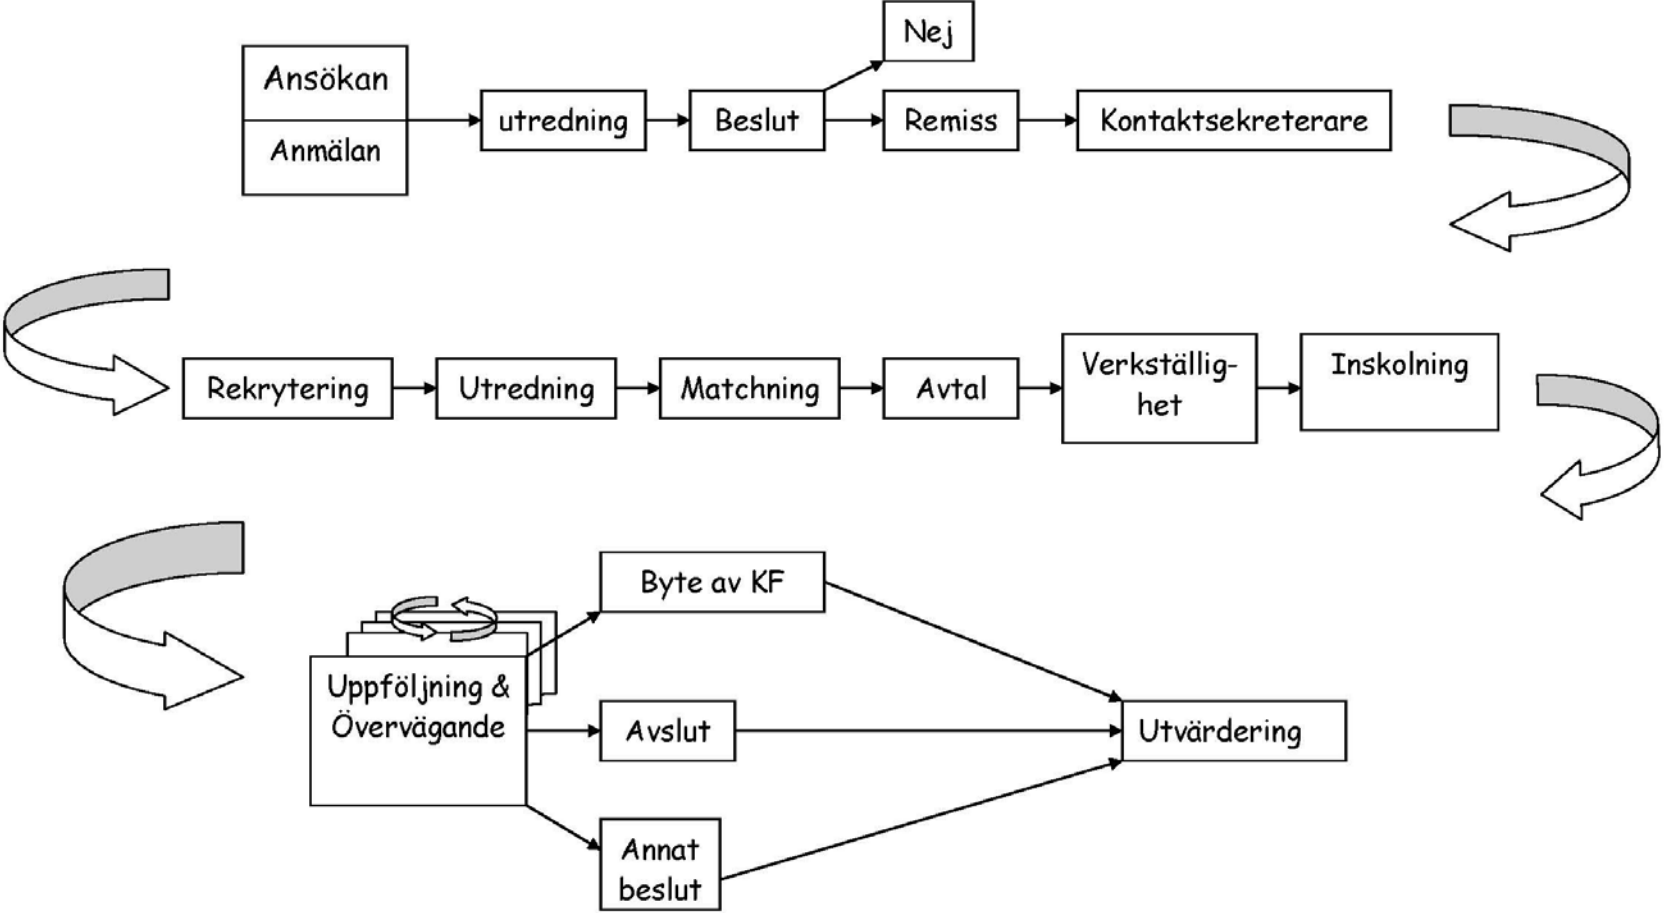 Nej
Ansökan
Anmälan
utredning
Beslut
Remiss
Kontaktsekreterare
Rekrytering
Utredning
Matchning
Avtal
Verkställig-
het
Inskolning
Uppföljning &
Övervägande
Byte av KF
Avslut
Annat
beslut
Utvärdering